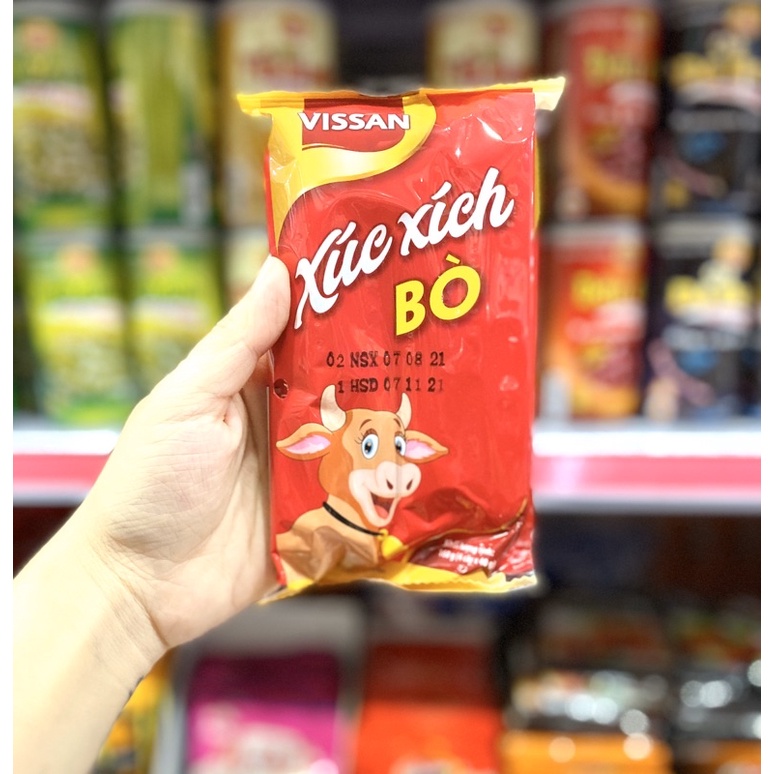 VISSAN
Xúc xích
BÒ
02 NSX 07 08 21
1 HSD 07 11 21